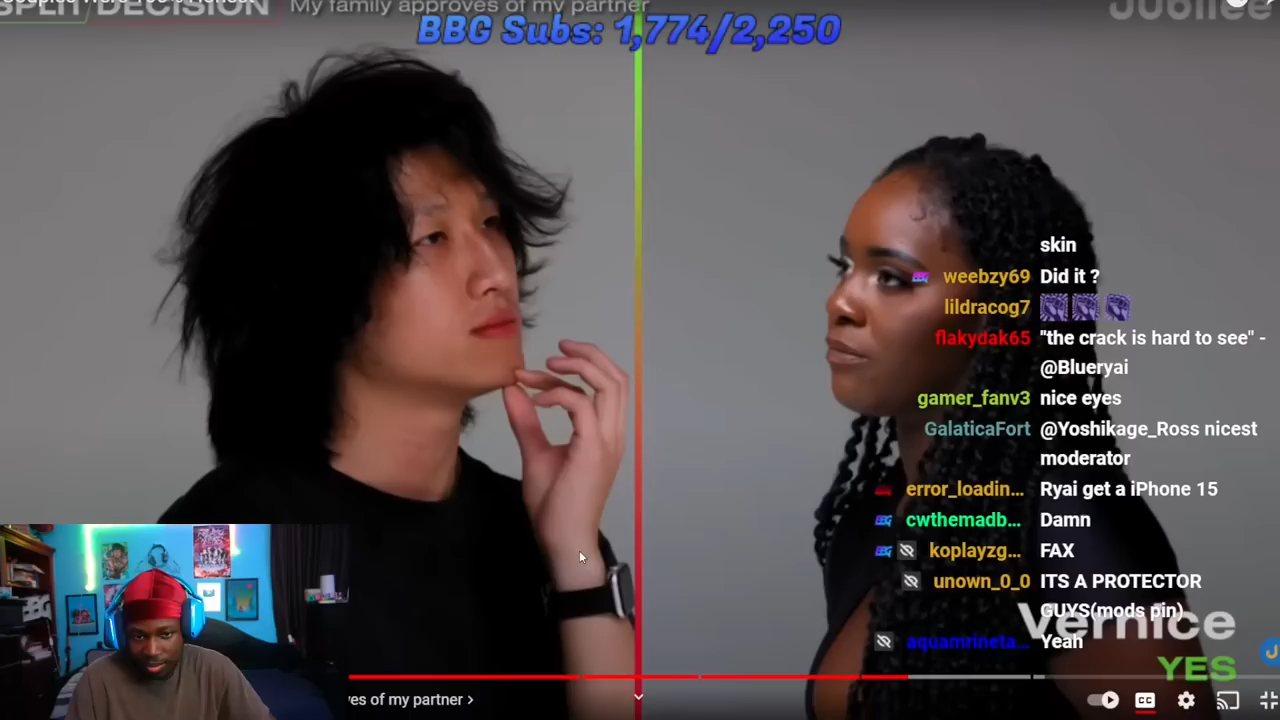 SPLIT DECISION
My family approves of my partner
Jubilee
BBG Subs: 1,774/2,250
skin
weebzy69 Did it ?
lildracog7
flakydak65 "the crack is hard to see" -
@Blueryai
gamer_fanv3 nice eyes
GalaticaFort @Yoshikage_Ross nicest
moderator
error_loadin... Ryai get a iPhone 15
cwthemadb... Damn
koplayzg... FAX
unown_0_0 ITS A PROTECTOR
GUYS(mods pin)
Vernice
aquamrineta... Yeah
YES
es of my partner >
CC